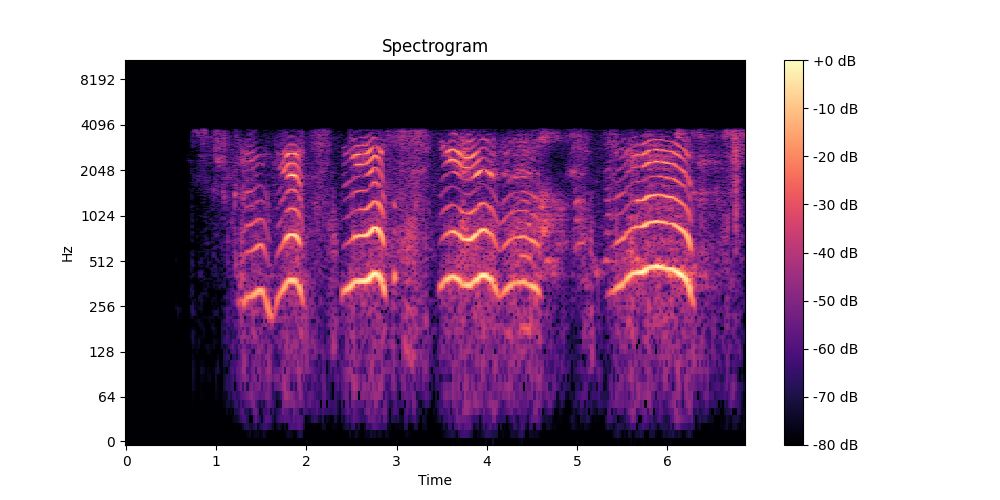 Spectrogram
8192
4096
2048
1024
512
256
128
64
0
Hz
0 1 2 3 4 5 6
Time
+0 dB
-10 dB
-20 dB
-30 dB
-40 dB
-50 dB
-60 dB
-70 dB
-80 dB